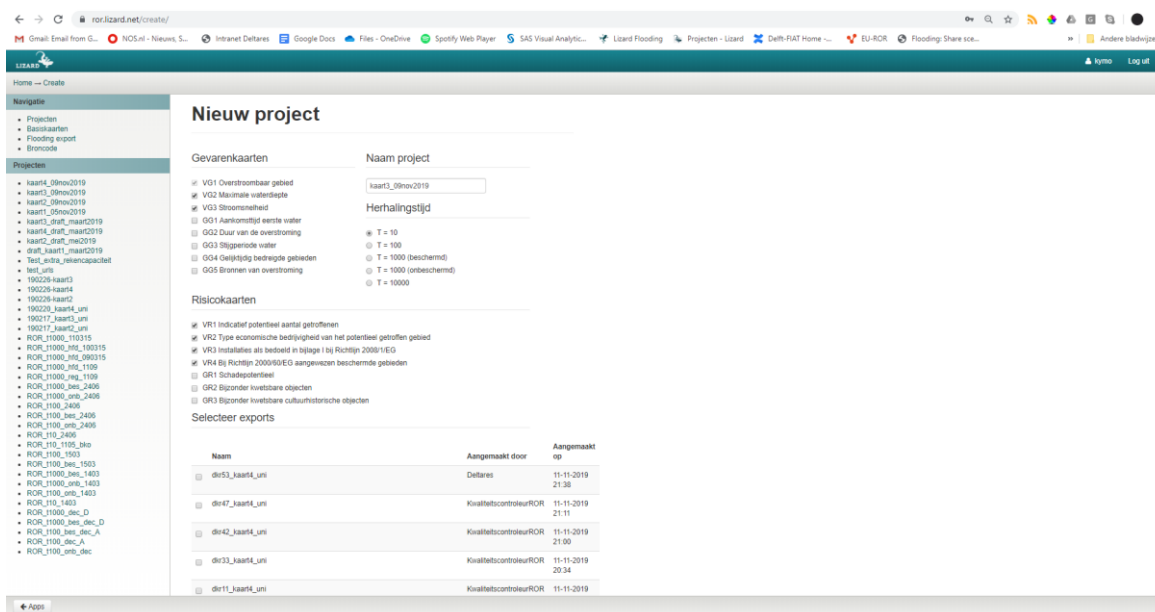 ror.lizard.net/create/
Gmail: Email from G... NOS.nl - Nieuws, S... Intranet Deltares Google Docs Files - OneDrive Spotify Web Player SAS Visual Analytic... Lizard Flooding Projecten - Lizard Delft-FIAT Home -... EU-ROR Flooding: Share sce... » Andere bladwijze
LIZARD
kymo Log uit
Home → Create
Navigatie
Projecten
Basiskaarten
Flooding export
Broncode
Projecten
kaart4_09nov2019
kaart3_09nov2019
kaart2_09nov2019
kaart1_05nov2019
kaart3_draft_maart2019
kaart4_draft_maart2019
kaart2_draft_mei2019
draft_kaart1_maart2019
Test_extra_rekencapaciteit
test_urls
190226-kaart3
190226-kaart4
190226-kaart2
190220_kaart4_uni
190217_kaart3_uni
190217_kaart2_uni
ROR_t1000_110315
ROR_t1000_hfd_100315
ROR_t1000_hfd_090315
ROR_t1000_hfd_1109
ROR_t1000_reg_1109
ROR_t1000_bes_2406
ROR_t1000_onb_2406
ROR_t100_2406
ROR_t100_bes_2406
ROR_t100_onb_2406
ROR_t10_2406
ROR_t10_1105_bko
ROR_t100_1503
ROR_t100_bes_1503
ROR_t1000_bes_1403
ROR_t1000_onb_1403
ROR_t100_onb_1403
ROR_t10_1403
ROR_t1000_dec_D
ROR_t1000_bes_dec_D
ROR_t100_bes_dec_A
ROR_t100_dec_A
ROR_t100_onb_dec
Nieuw project
Gevarenkaarten
VG1 Overstroombaar gebied
VG2 Maximale waterdiepte
VG3 Stroomsnelheid
GG1 Aankomsttijd eerste water
GG2 Duur van de overstroming
GG3 Stijgperiode water
GG4 Gelijktijdig bedreigde gebieden
GG5 Bronnen van overstroming
Naam project
kaart3_09nov2019
Herhalingstijd
T = 10
T = 100
T = 1000 (beschermd)
T = 1000 (onbeschermd)
T = 10000
Risicokaarten
VR1 Indicatief potentieel aantal getroffenen
VR2 Type economische bedrijvigheid van het potentieel getroffen gebied
VR3 Installaties als bedoeld in bijlage I bij Richtlijn 2008/1/EG
VR4 Bij Richtlijn 2000/60/EG aangewezen beschermde gebieden
GR1 Schadepotentieel
GR2 Bijzonder kwetsbare objecten
GR3 Bijzonder kwetsbare cultuurhistorische objecten
Selecteer exports
Naam Aangemaakt door Aangemaakt op
dir53_kaart4_uni Deltares 11-11-2019 21:38
dir47_kaart4_uni KwaliteitscontroleurROR 11-11-2019 21:11
dir42_kaart4_uni KwaliteitscontroleurROR 11-11-2019 21:00
dir33_kaart4_uni KwaliteitscontroleurROR 11-11-2019 20:34
dir11_kaart4_uni KwaliteitscontroleurROR 11-11-2019
Apps